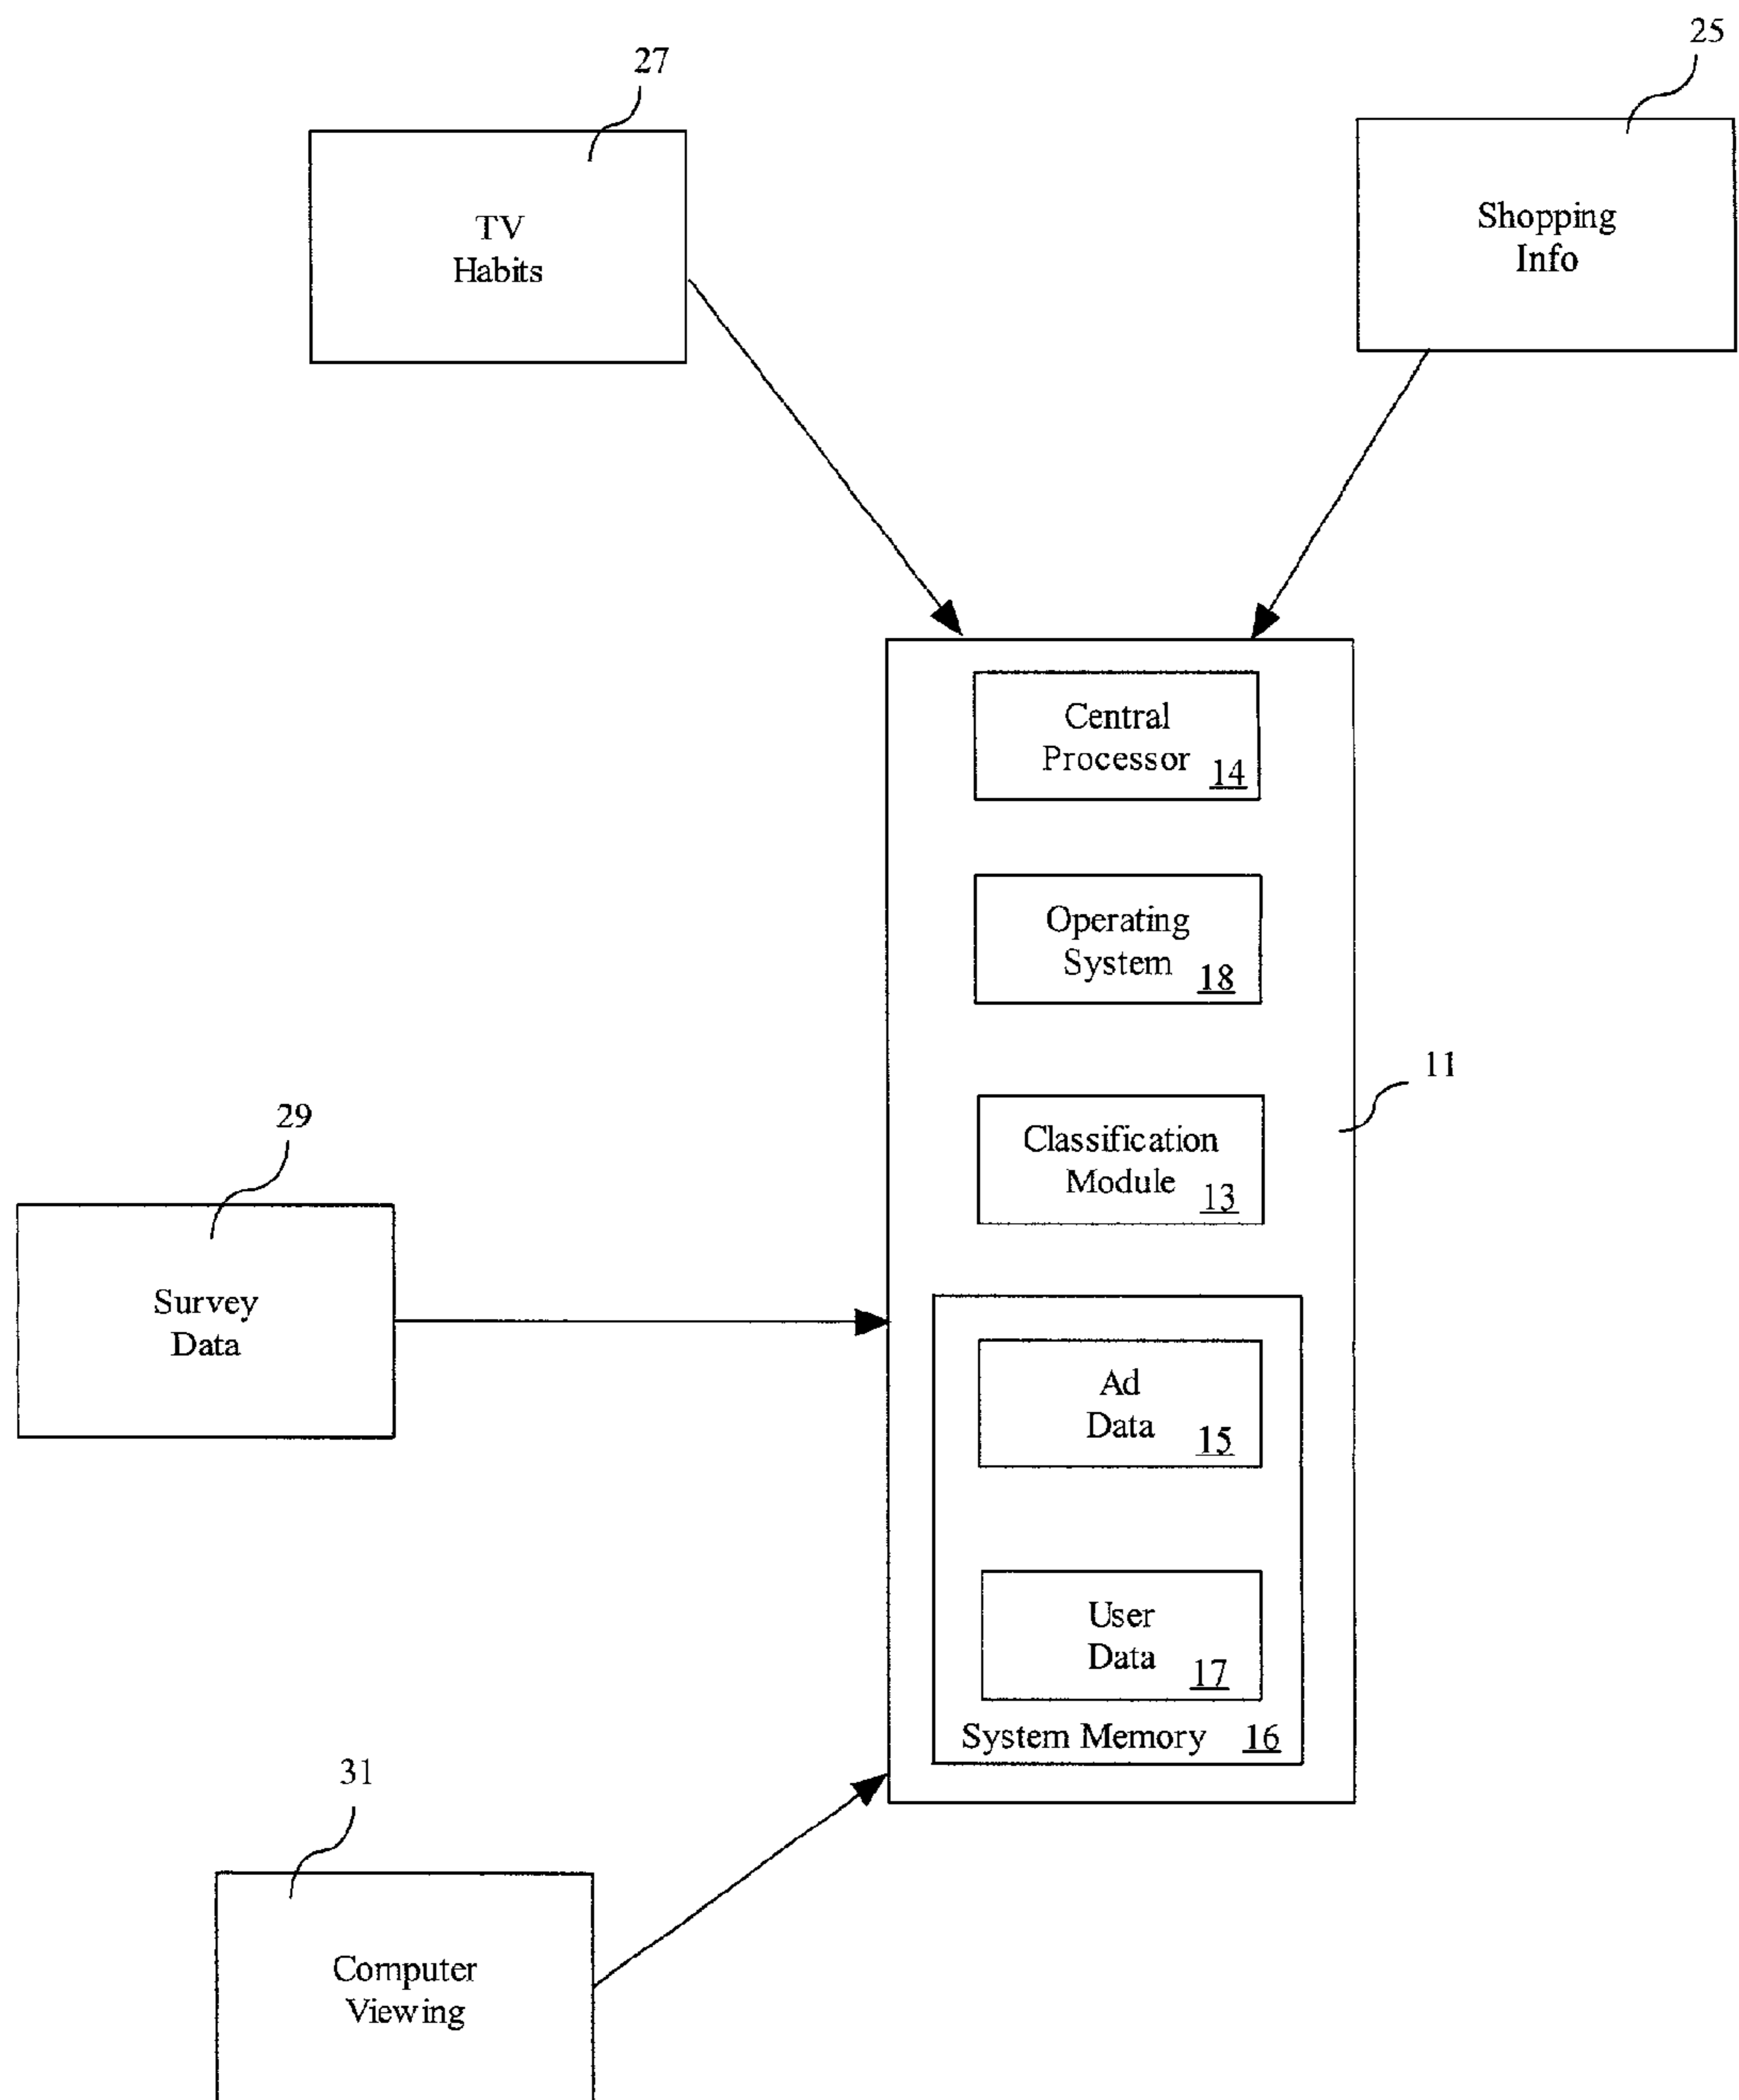 25
27
Shopping
Info
TV
Habits
Central
Processor 14
Operating
System 18
11
Classification
Module 13
29
Survey
Data
Ad
Data 15
User
Data 17
System Memory 16
31
Computer
Viewing